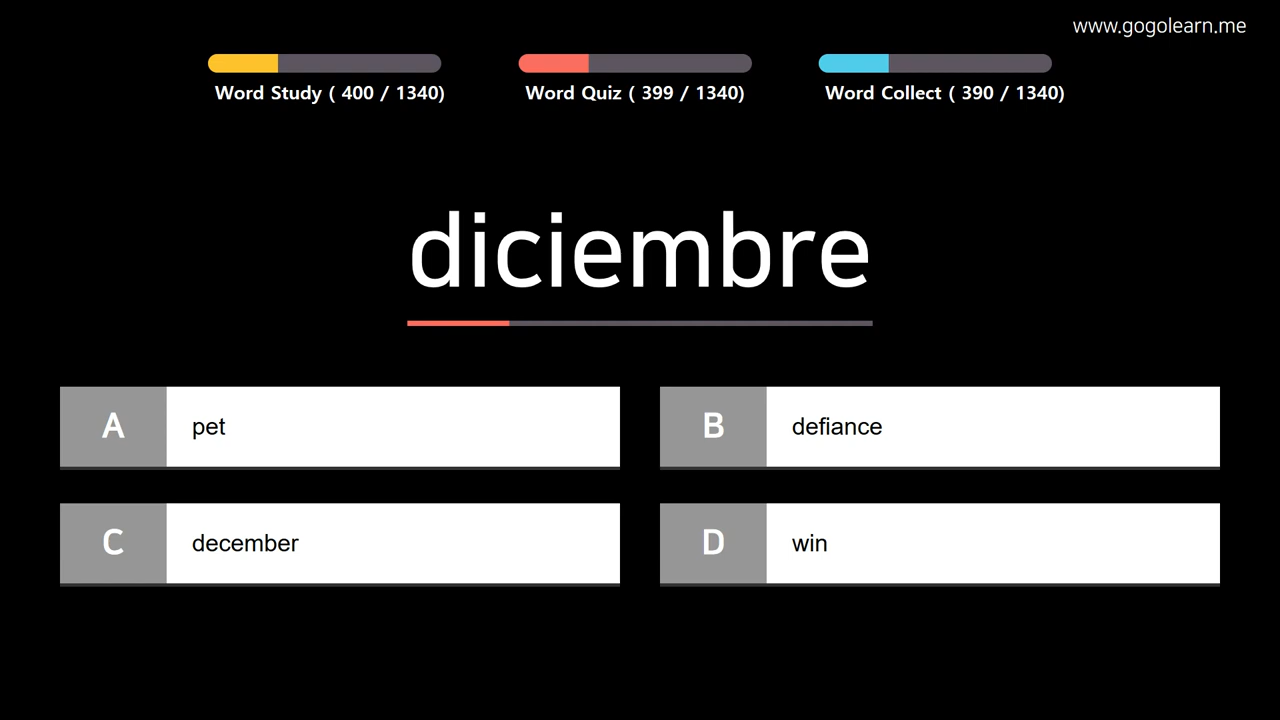 www.gogolearn.me
Word Study ( 400 / 1340)
Word Quiz ( 399 / 1340)
Word Collect ( 390 / 1340)
diciembre
A pet
B defiance
C december
D win